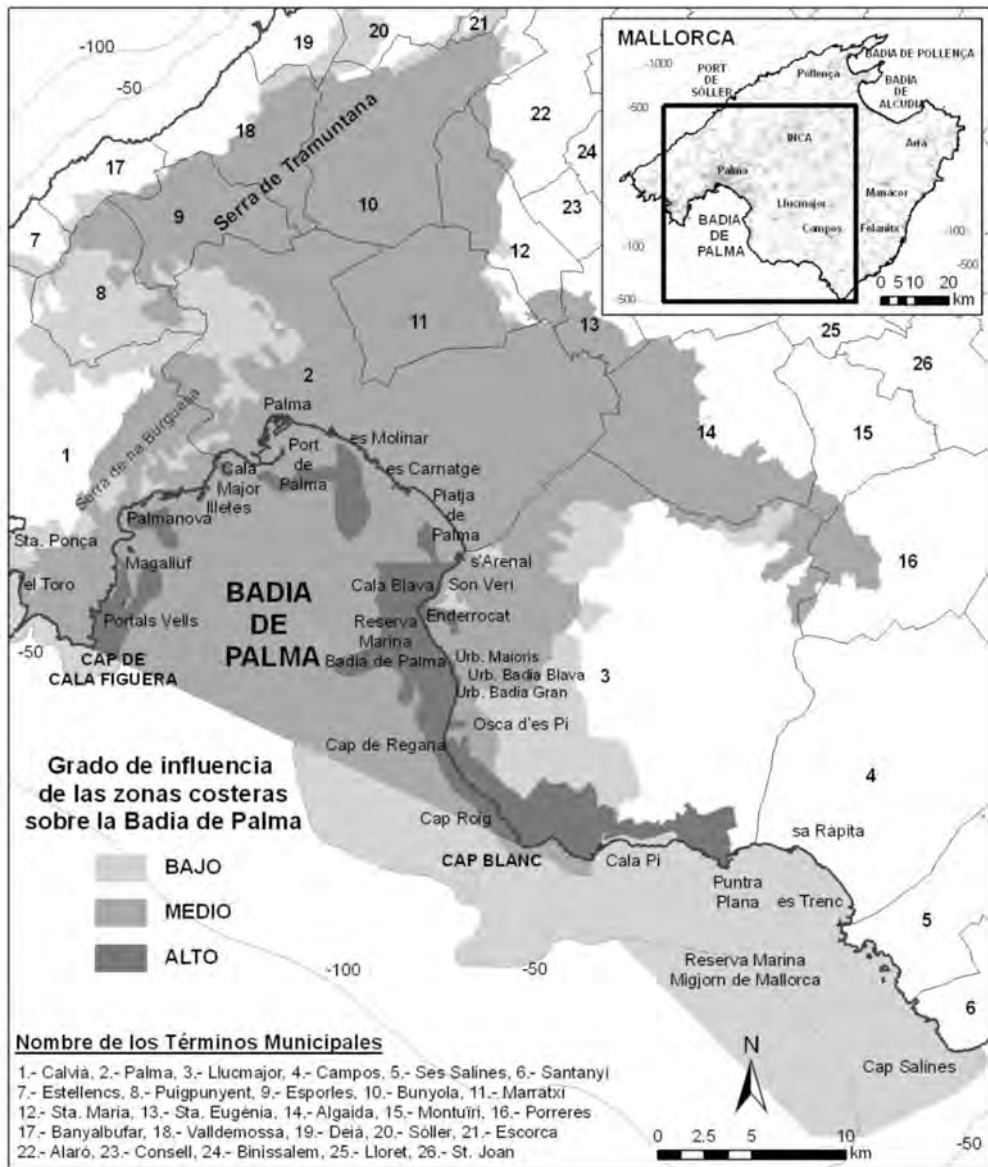 -100
-50
19
20
21
18
17
7
9
10
8
11
22
24
23
12
13
25
26
2
14
15
1
16
3
4
5
6
Serra de Tramuntana
Serra de na Burguesa
MALLORCA
-1000
PORT
DE
SÓLLER
Pollença
BADIA DE POLLENÇA
BADIA
DE
ALCUDIA
-500
INCA
Artà
Palma
Manacor
Llucmajor
BADIA
DE
PALMA
Campos
Felanitx
-100
-500
-500
0 5 10 20
km
Palma
es Molinar
Port
de
Palma
es Carnatge
Cala
Major
Illetes
Platja
de
Palma
Palmanova
Sta. Ponça
Magalluf
s'Arenal
el Toro
BADIA
DE
PALMA
Cala Blava
Son Veri
Enderrocat
Portals Vells
Reserva
Marina
Badia de Palma
-50
CAP DE
CALA FIGUERA
Urb. Maioris
Urb. Badia Blava
Urb. Badia Gran
Osca d'es Pi
Cap de Regana
Grado de influencia
de las zonas costeras
sobre la Badia de Palma
BAJO
MEDIO
ALTO
Cap Roig
CAP BLANC
Cala Pi
sa Ràpita
Puntra
Plana
es Trenc
-100
-50
Reserva Marina
Migjorn de Mallorca
Cap Salines
-50
N
0 2.5 5 10
km
Nombre de los Términos Municipales
1.- Calvià, 2.- Palma, 3.- Llucmajor, 4.- Campos, 5.- Ses Salines, 6.- Santanyí
7.- Estellencs, 8.- Puigpunyent, 9.- Esporles, 10.- Bunyola, 11.- Marratxí
12.- Sta. Maria, 13.- Sta. Eugènia, 14.- Algaida, 15.- Montuïri, 16.- Porreres
17.- Banyalbufar, 18.- Valldemossa, 19.- Deià, 20.- Sóller, 21.- Escorca
22.- Alaró, 23.- Consell, 24.- Binissalem, 25.- Lloret, 26.- St. Joan